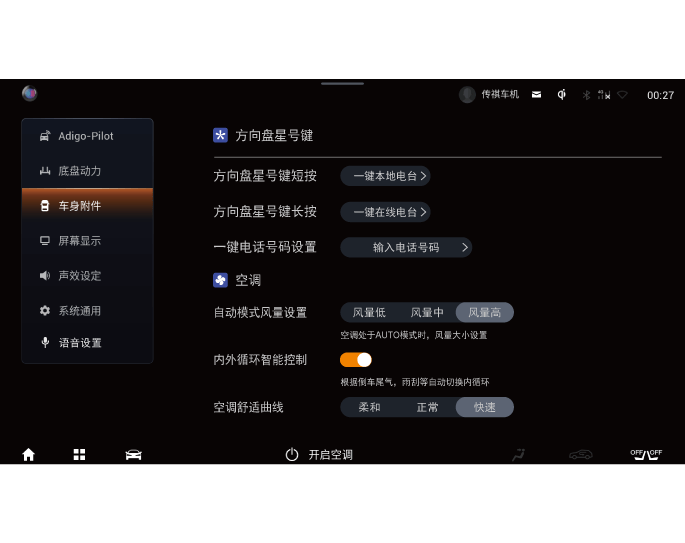 传祺车机 00:27
Adigo-Pilot
底盘动力
车身附件
屏幕显示
声效设定
系统通用
语音设置
方向盘星号键
方向盘星号键短按 一键本地电台
方向盘星号键长按 一键在线电台
一键电话号码设置 输入电话号码
空调
自动模式风量设置 风量低 风量中 风量高
空调处于AUTO模式时，风量大小设置
内外循环智能控制
根据倒车尾气，雨刮等自动切换内循环
空调舒适曲线 柔和 正常 快速
开启空调 OFF OFF